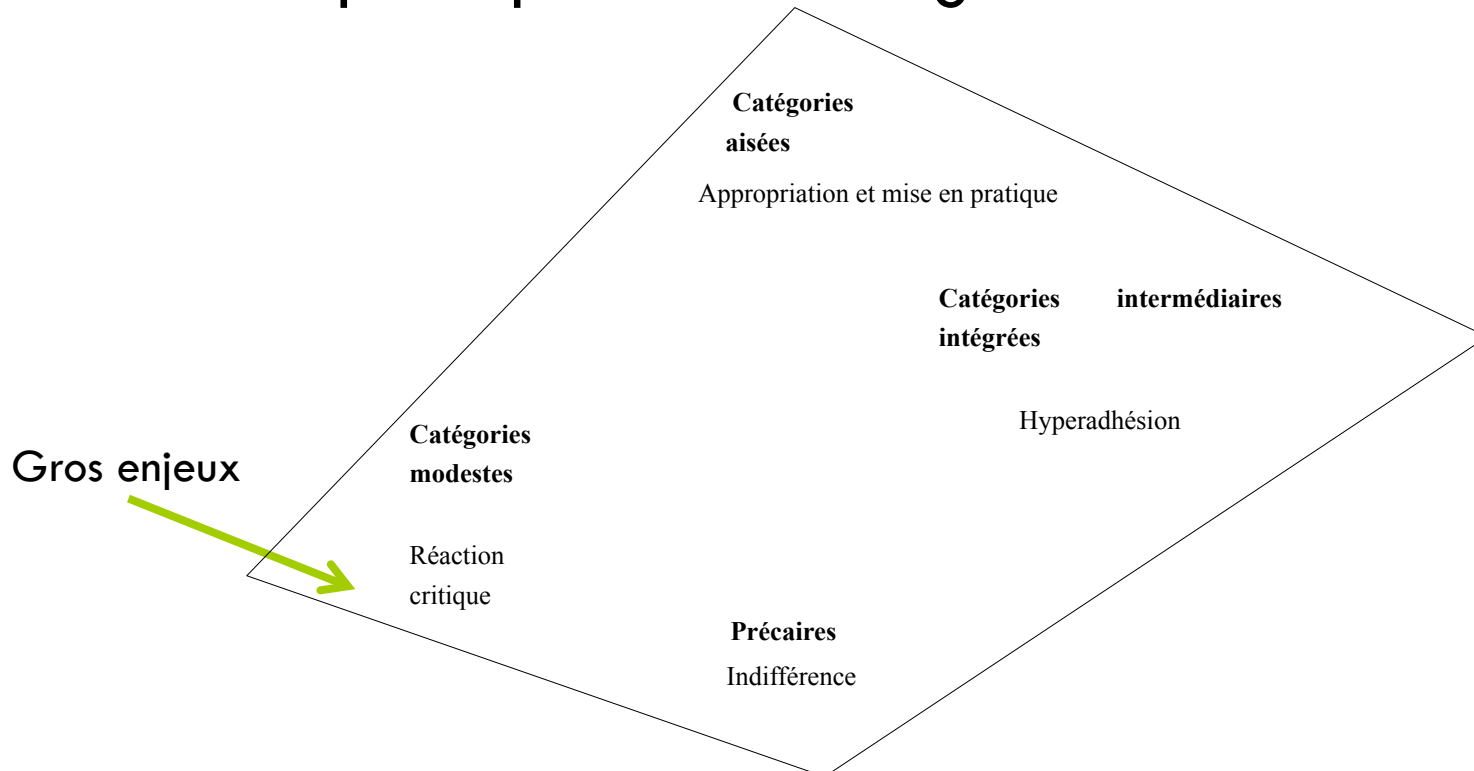 Catégories
aisées
Appropriation et mise en pratique
Catégories intermédiaires
intégrées
Hyperadhésion
Catégories
modestes
Gros enjeux
Réaction
critique
Précaires
Indifférence